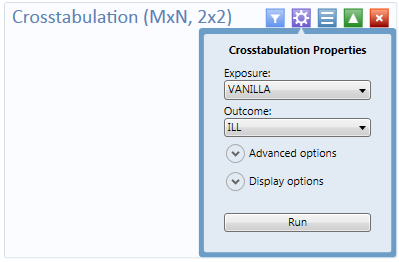 Crosstabulation (MxN, 2x2)
Crosstabulation Properties
Exposure:
VANILLA
Outcome:
ILL
Advanced options
Display options
Run